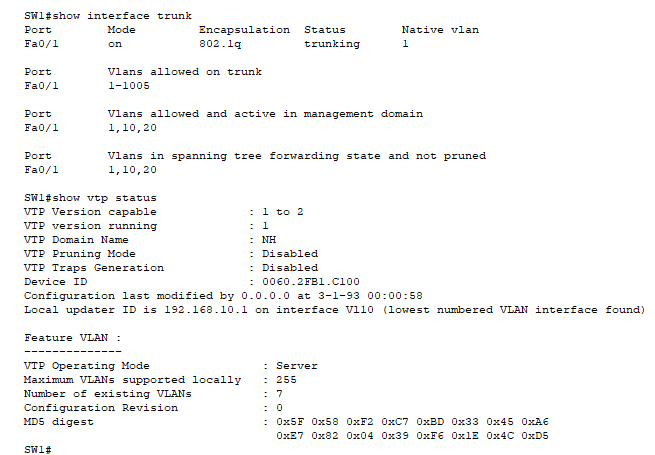 SW1#show interface trunk
Port        Mode         Encapsulation  Status        Native vlan
Fa0/1       on           802.1q         trunking      1

Port        Vlans allowed on trunk
Fa0/1       1-1005

Port        Vlans allowed and active in management domain
Fa0/1       1,10,20

Port        Vlans in spanning tree forwarding state and not pruned
Fa0/1       1,10,20

SW1#show vtp status
VTP Version capable             : 1 to 2
VTP version running             : 1
VTP Domain Name                 : NH
VTP Pruning Mode                : Disabled
VTP Traps Generation            : Disabled
Device ID                       : 0060.2FB1.C100
Configuration last modified by 0.0.0.0 at 3-1-93 00:00:58
Local updater ID is 192.168.10.1 on interface Vl10 (lowest numbered VLAN interface found)

Feature VLAN :
--------------
VTP Operating Mode                : Server
Maximum VLANs supported locally   : 255
Number of existing VLANs          : 7
Configuration Revision            : 0
MD5 digest                        : 0x5F 0x58 0xF2 0xC7 0xBD 0x33 0x45 0xA6
                                    0xE7 0x82 0x04 0x39 0xF6 0x1E 0x4C 0xD5
SW1#